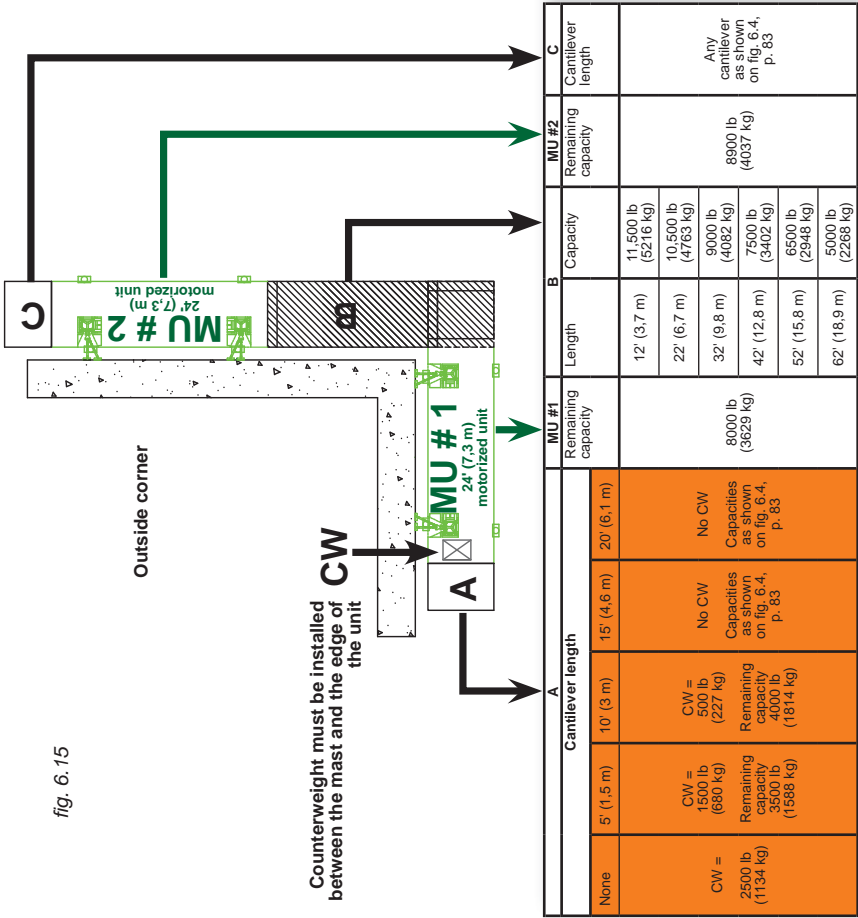 fig. 6.15
Outside corner
Counterweight must be installed
between the mast and the edge of
the unit
CW
A
MU # 1
24' (7,3 m)
motorized unit
B
MU # 2
24' (7,3 m)
motorized unit
C
A
MU #1
B
MU #2
C
Cantilever length
Remaining
capacity
Length
Capacity
Remaining
capacity
Cantilever
length
None
5' (1,5 m)
10' (3 m)
15' (4,6 m)
20' (6,1 m)
CW =
2500 lb
(1134 kg)
CW =
1500 lb
(680 kg)
Remaining
capacity
3500 lb
(1588 kg)
CW =
500 lb
(227 kg)
Remaining
capacity
4000 lb
(1814 kg)
No CW
Capacities
as shown
on fig. 6.4,
p. 83
No CW
Capacities
as shown
on fig. 6.4,
p. 83
8000 lb
(3629 kg)
12' (3,7 m)
11,500 lb
(5216 kg)
22' (6,7 m)
10,500 lb
(4763 kg)
32' (9,8 m)
9000 lb
(4082 kg)
42' (12,8 m)
7500 lb
(3402 kg)
52' (15,8 m)
6500 lb
(2948 kg)
62' (18,9 m)
5000 lb
(2268 kg)
8900 lb
(4037 kg)
Any
cantilever
as shown
on fig. 6.4,
p. 83